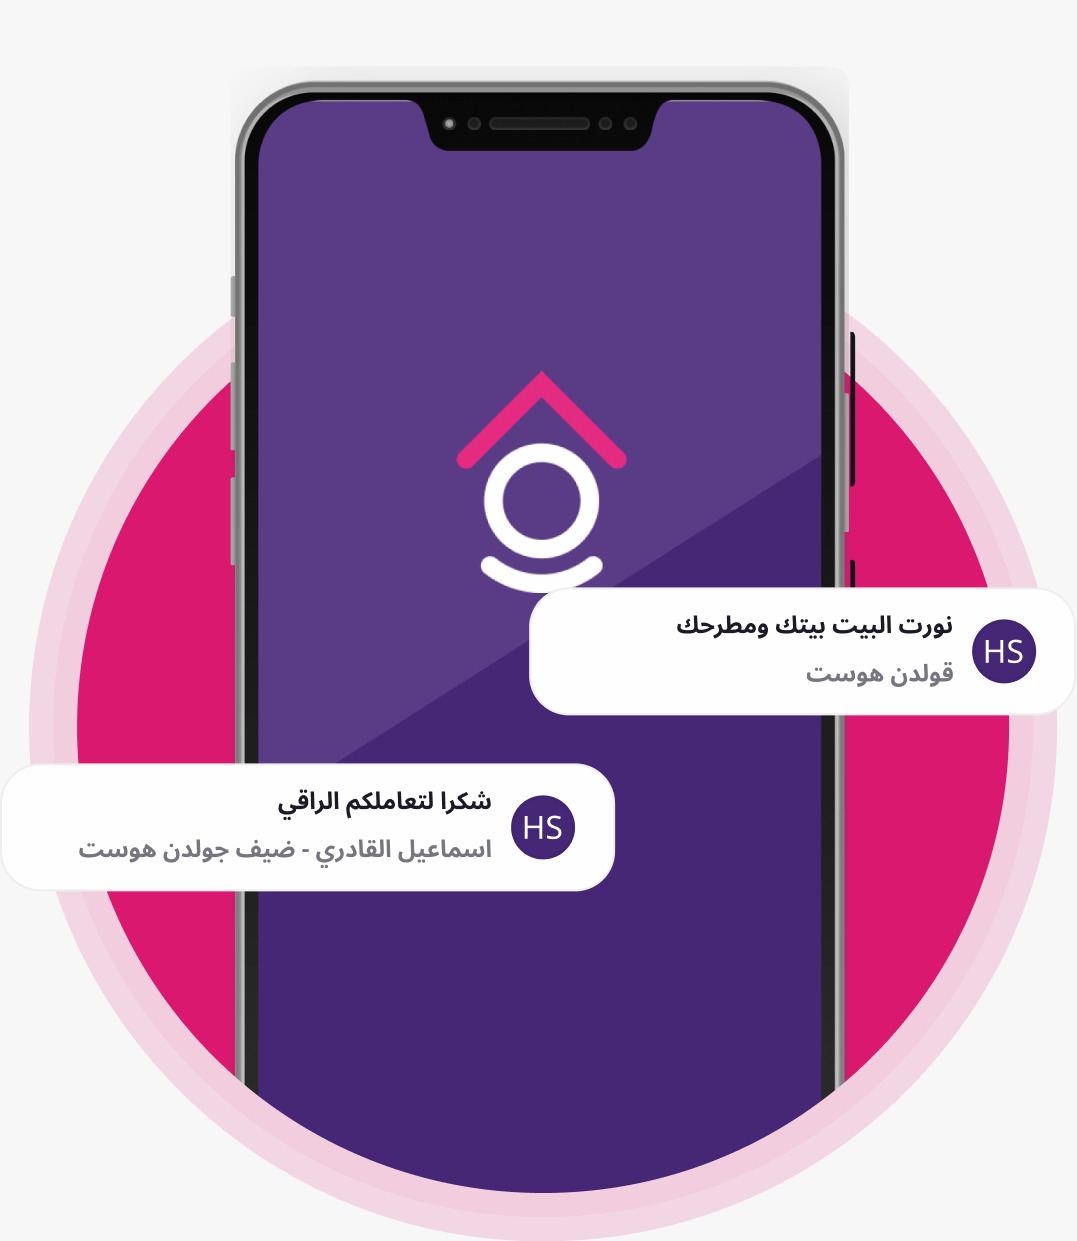 نورت البيت بيتك ومطرحك
HS
قولدن هوست
شكرا لتعاملكم الراقي
HS
اسماعيل القادري - ضيف جولدن هوست